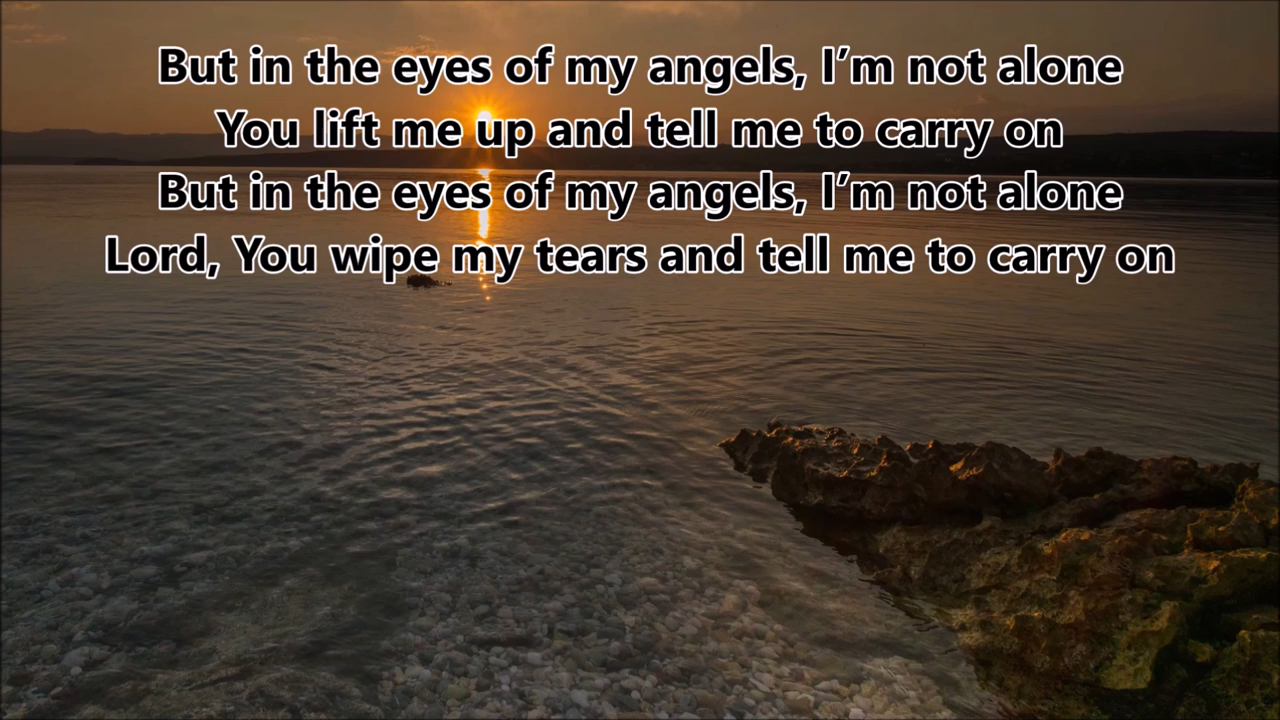 But in the eyes of my angels, I’m not alone
You lift me up and tell me to carry on
But in the eyes of my angels, I’m not alone
Lord, You wipe my tears and tell me to carry on